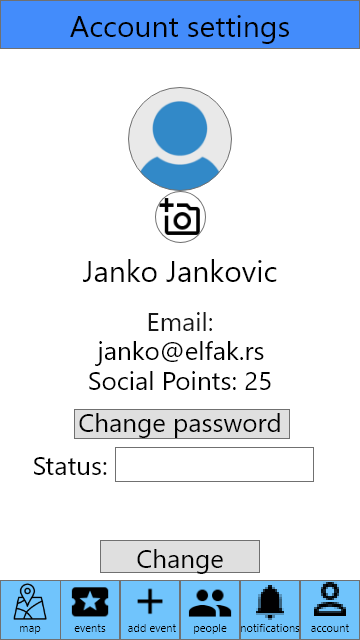 Account settings
Janko Jankovic
Email:
janko@elfak.rs
Social Points: 25
Change password
Status:
Change
map
events
add event
people
notifications
account